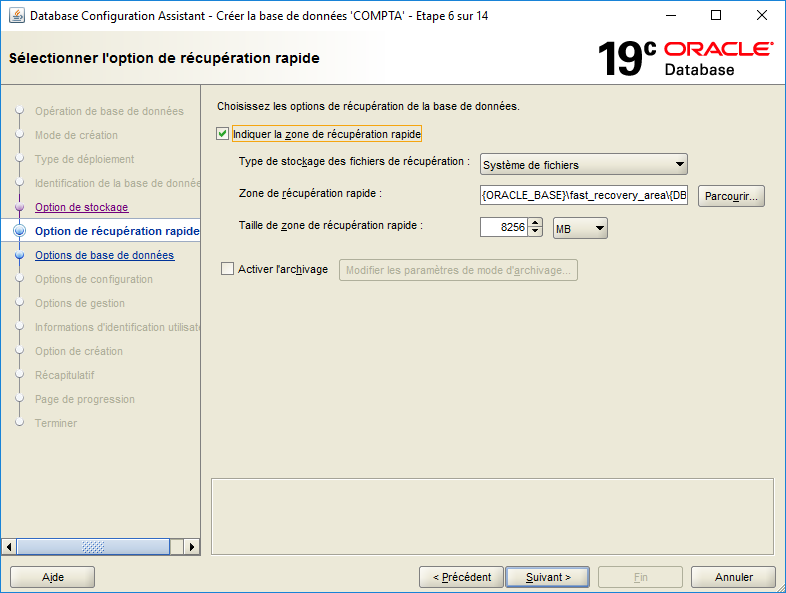 Database Configuration Assistant - Créer la base de données 'COMPTA' - Etape 6 sur 14
Sélectionner l'option de récupération rapide
19c ORACLE
Database
Opération de base de données
Mode de création
Type de déploiement
Identification de la base de donnée
Option de stockage
Option de récupération rapide
Options de base de données
Options de configuration
Options de gestion
Informations d'identification utilisat
Option de création
Récapitulatif
Page de progression
Terminer
Choisissez les options de récupération de la base de données.
Indiquer la zone de récupération rapide
Type de stockage des fichiers de récupération : Système de fichiers
Zone de récupération rapide : {ORACLE_BASE}\fast_recovery_area\{DB Parcourir...
Taille de zone de récupération rapide : 8256 MB
Activer l'archivage Modifier les paramètres de mode d'archivage...
Aide < Précédent Suivant > Fin Annuler